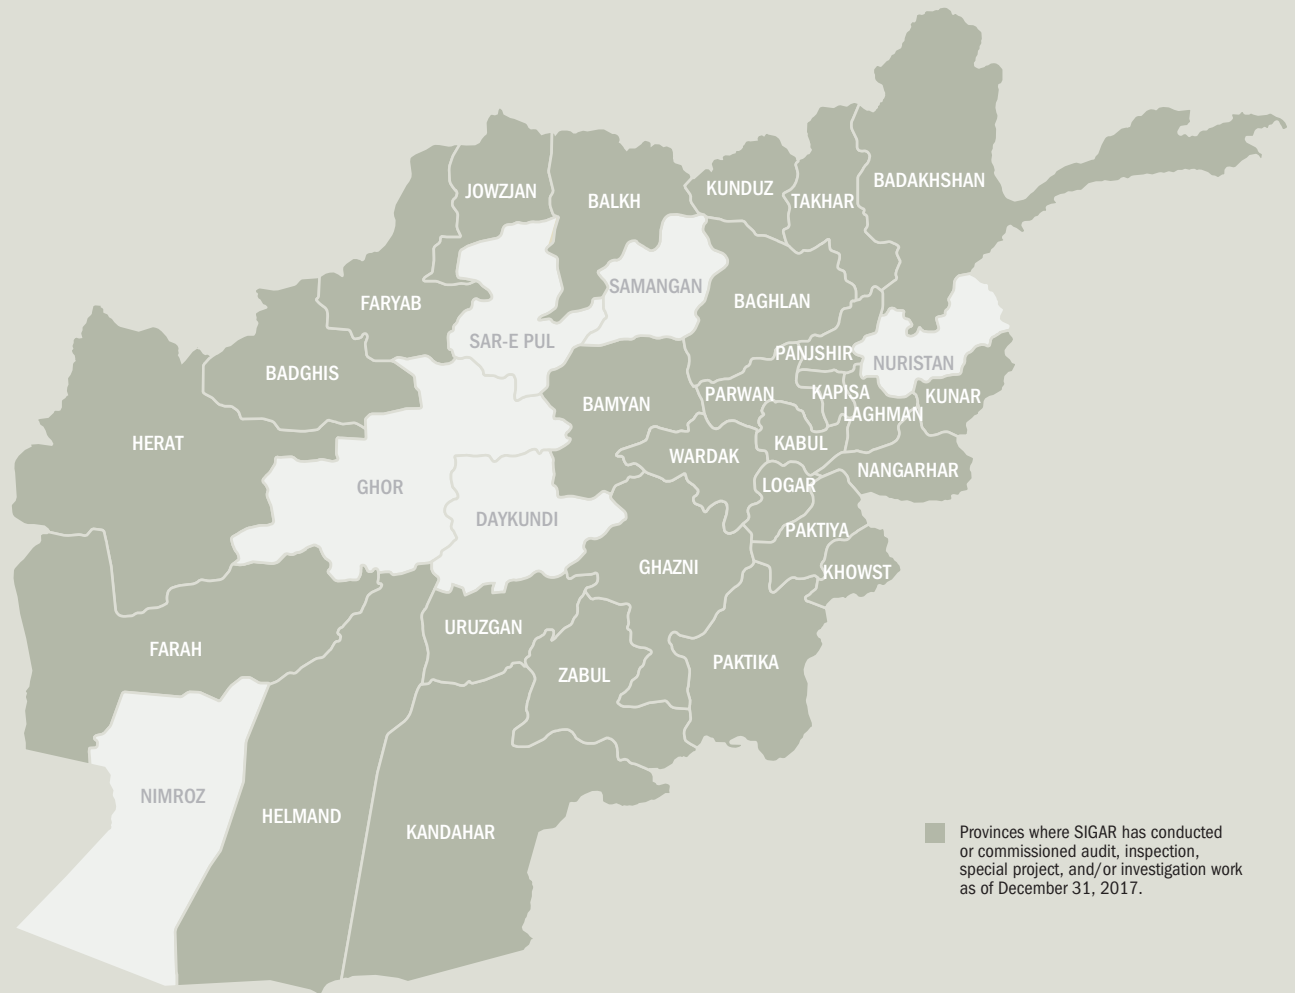 BADAKHSHAN
JOWZJAN
KUNDUZ
BALKH
TAKHAR
SAMANGAN
FARYAB
BAGHLAN
SAR-E PUL
PANJSHIR
NURISTAN
BADGHIS
PARWAN
KAPISA
KUNAR
BAMYAN
LAGHMAN
HERAT
KABUL
WARDAK
NANGARHAR
GHOR
LOGAR
DAYKUNDI
PAKTIYA
GHAZNI
KHOWST
URUZGAN
FARAH
PAKTIKA
ZABUL
NIMROZ
HELMAND
KANDAHAR
Provinces where SIGAR has conducted
or commissioned audit, inspection,
special project, and/or investigation work
as of December 31, 2017.